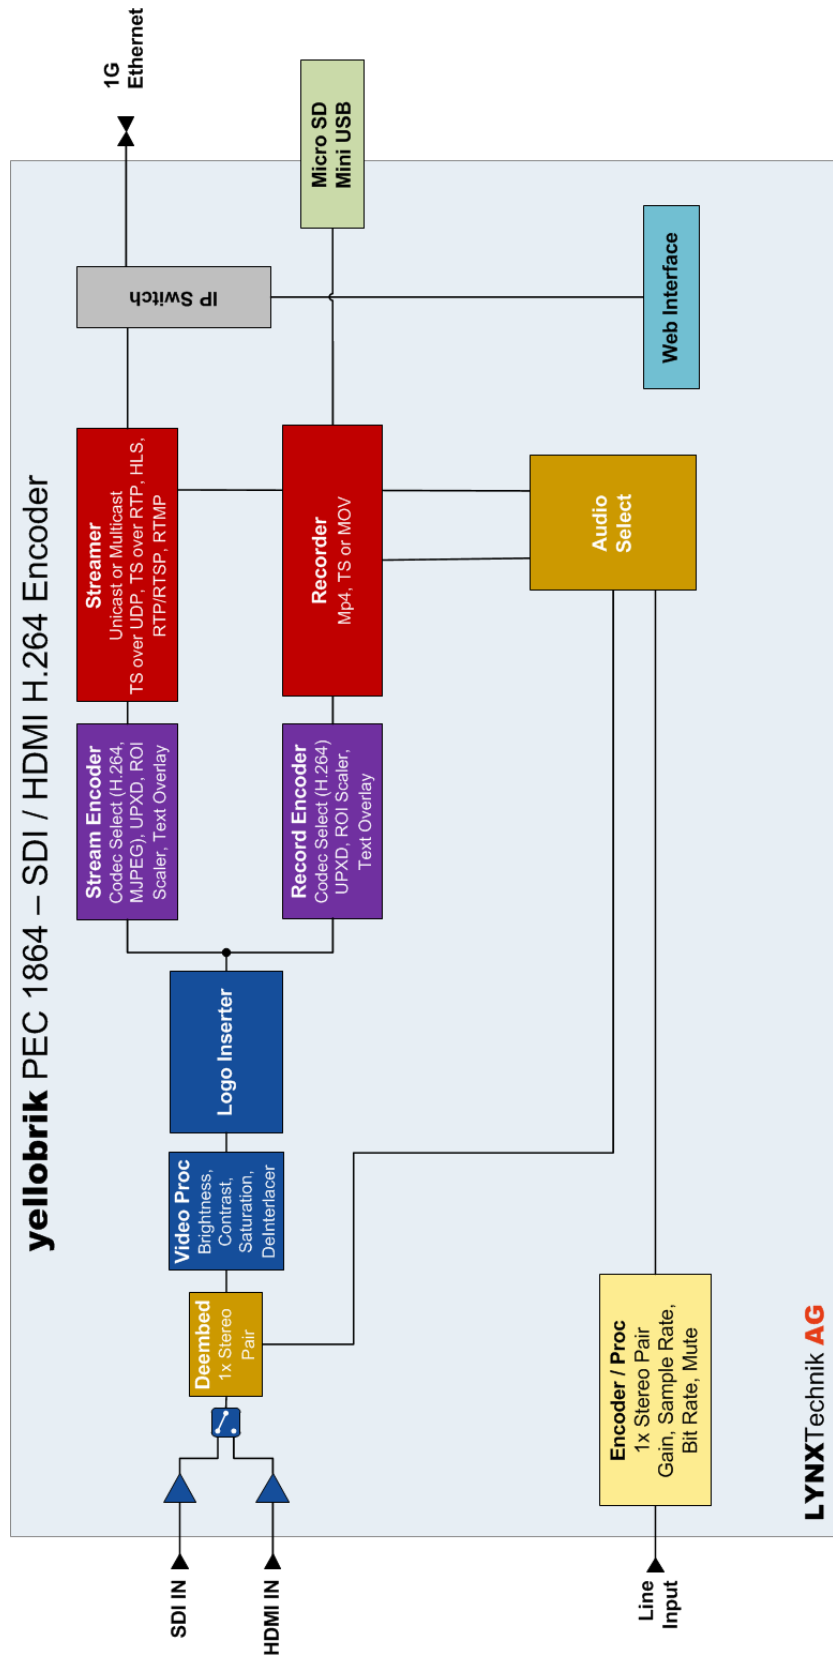 yellobrik PEC 1864 – SDI / HDMI H.264 Encoder
SDI IN
HDMI IN
Deembed
1x Stereo
Pair
Video Proc
Brightness,
Contrast,
Saturation,
DeInterlacer
Logo Inserter
Stream Encoder
Codec Select (H.264,
MJPEG), UPXD, ROI
Scaler, Text Overlay
Streamer
Unicast or Multicast
TS over UDP, TS over RTP, HLS,
RTP/RTSP, RTMP
IP Switch
1G
Ethernet
Record Encoder
Codec Select (H.264)
UPXD, ROI Scaler,
Text Overlay
Recorder
Mp4, TS or MOV
Micro SD
Mini USB
Line
Input
Encoder / Proc
1x Stereo Pair
Gain, Sample Rate,
Bit Rate, Mute
Audio
Select
Web Interface
LYNXTechnik AG